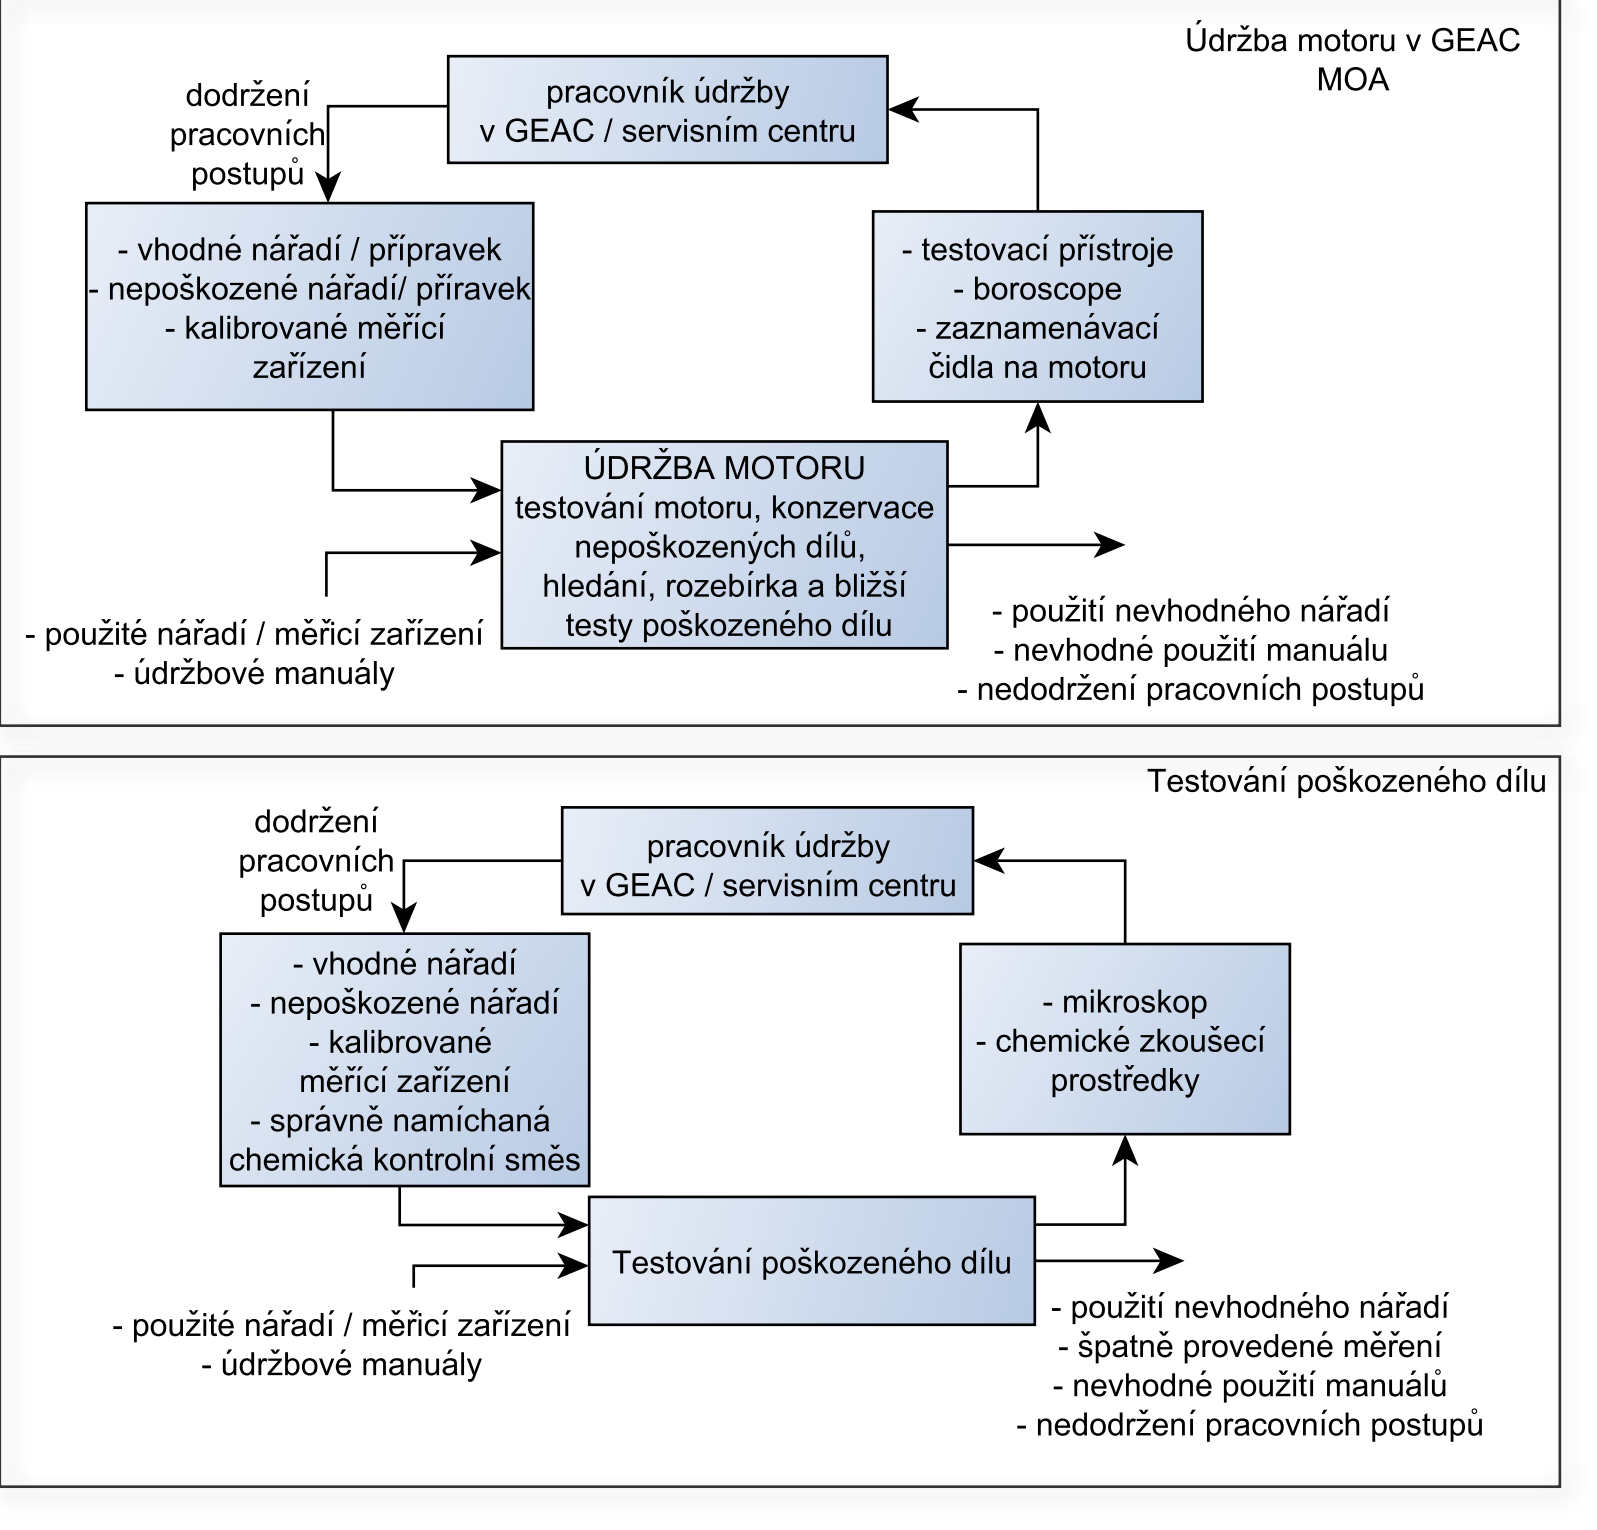 Údržba motoru v GEAC
MOA
pracovník údržby
v GEAC / servisním centru
dodržení
pracovních
postupů
- vhodné nářadí / přípravek
- nepoškozené nářadí/ příravek
- kalibrované měřící
zařízení
- testovací přístroje
- boroscope
- zaznamenávací
čidla na motoru
ÚDRŽBA MOTORU
testování motoru, konzervace
nepoškozených dílů,
hledání, rozebírka a bližší
testy poškozeného dílu
- použité nářadí / měřicí zařízení
- údržbové manuály
- použití nevhodného nářadí
- nevhodné použití manuálu
- nedodržení pracovních postupů
Testování poškozeného dílu
pracovník údržby
v GEAC / servisním centru
dodržení
pracovních
postupů
- vhodné nářadí
- nepoškozené nářadí
- kalibrované
měřící zařízení
- správně namíchaná
chemická kontrolní směs
- mikroskop
- chemické zkoušecí
prostředky
Testování poškozeného dílu
- použité nářadí / měřicí zařízení
- údržbové manuály
- použití nevhodného nářadí
- špatně provedené měření
- nevhodné použití manuálů
- nedodržení pracovních postupů